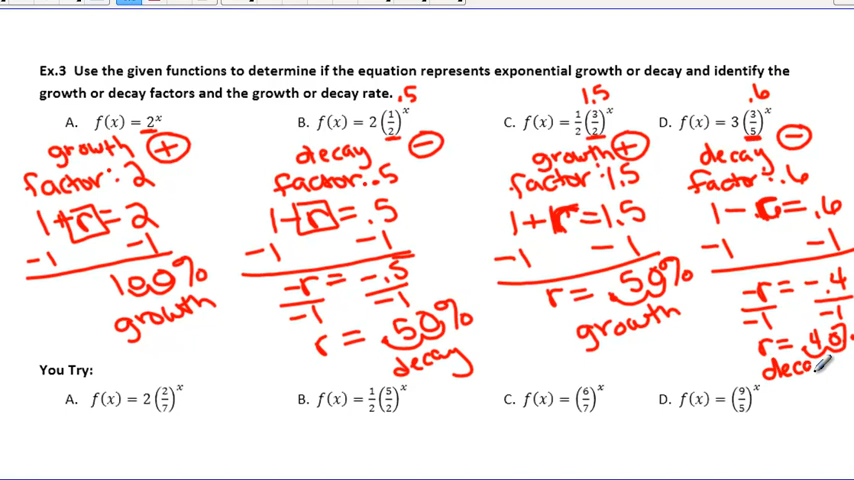 Ex.3 Use the given functions to determine if the equation represents exponential growth or decay and identify the
growth or decay factors and the growth or decay rate.
A. f(x) = 2ˣ
growth +
factor: 2
1+r=2
-1 -1
100%
growth
.5
B. f(x) = 2(1/2)ˣ
decay −
factor: .5
1-r=.5
-1 -1
-r = -.5
-1 -1
r = .50%
decay
1.5
C. f(x) = 1/2(3/2)ˣ
growth +
factor: 1.5
1+r=1.5
-1 -1
r = .50%
growth
.6
D. f(x) = 3(3/5)ˣ
decay −
factor: .6
1-r=.6
-1 -1
-r = -.4
-1 -1
r = .40%
deca
You Try:
A. f(x) = 2(2/7)ˣ
B. f(x) = 1/2(5/2)ˣ
C. f(x) = (6/7)ˣ
D. f(x) = (9/5)ˣ